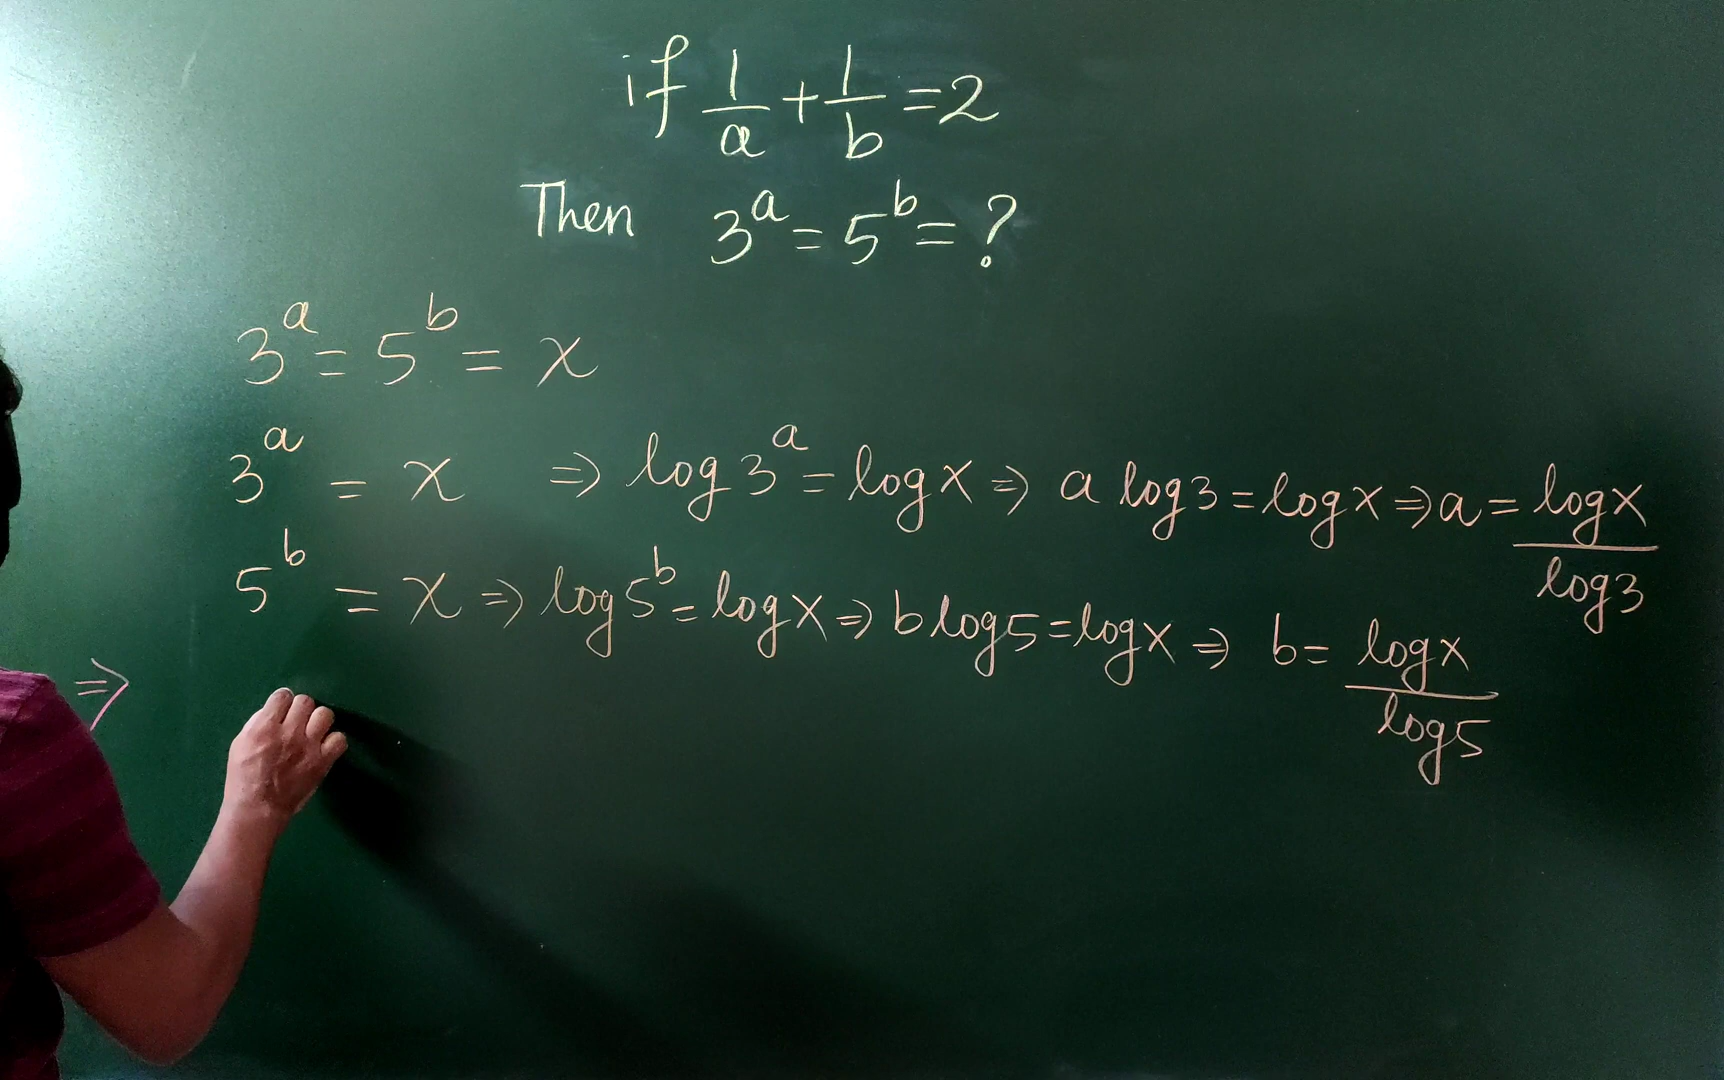 if 1/a + 1/b = 2
Then 3^a = 5^b = ?
3^a = 5^b = x
3^a = x ⇒ log 3^a = log x ⇒ a log 3 = log x ⇒ a = log x / log 3
5^b = x ⇒ log 5^b = log x ⇒ b log 5 = log x ⇒ b = log x / log 5
⇒